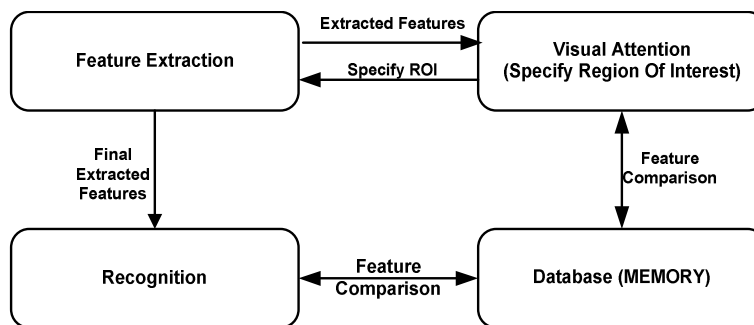 Extracted Features
Feature Extraction
Visual Attention
(Specify Region Of Interest)
Specify ROI
Final
Extracted
Features
Feature
Comparison
Recognition
Feature
Comparison
Database (MEMORY)